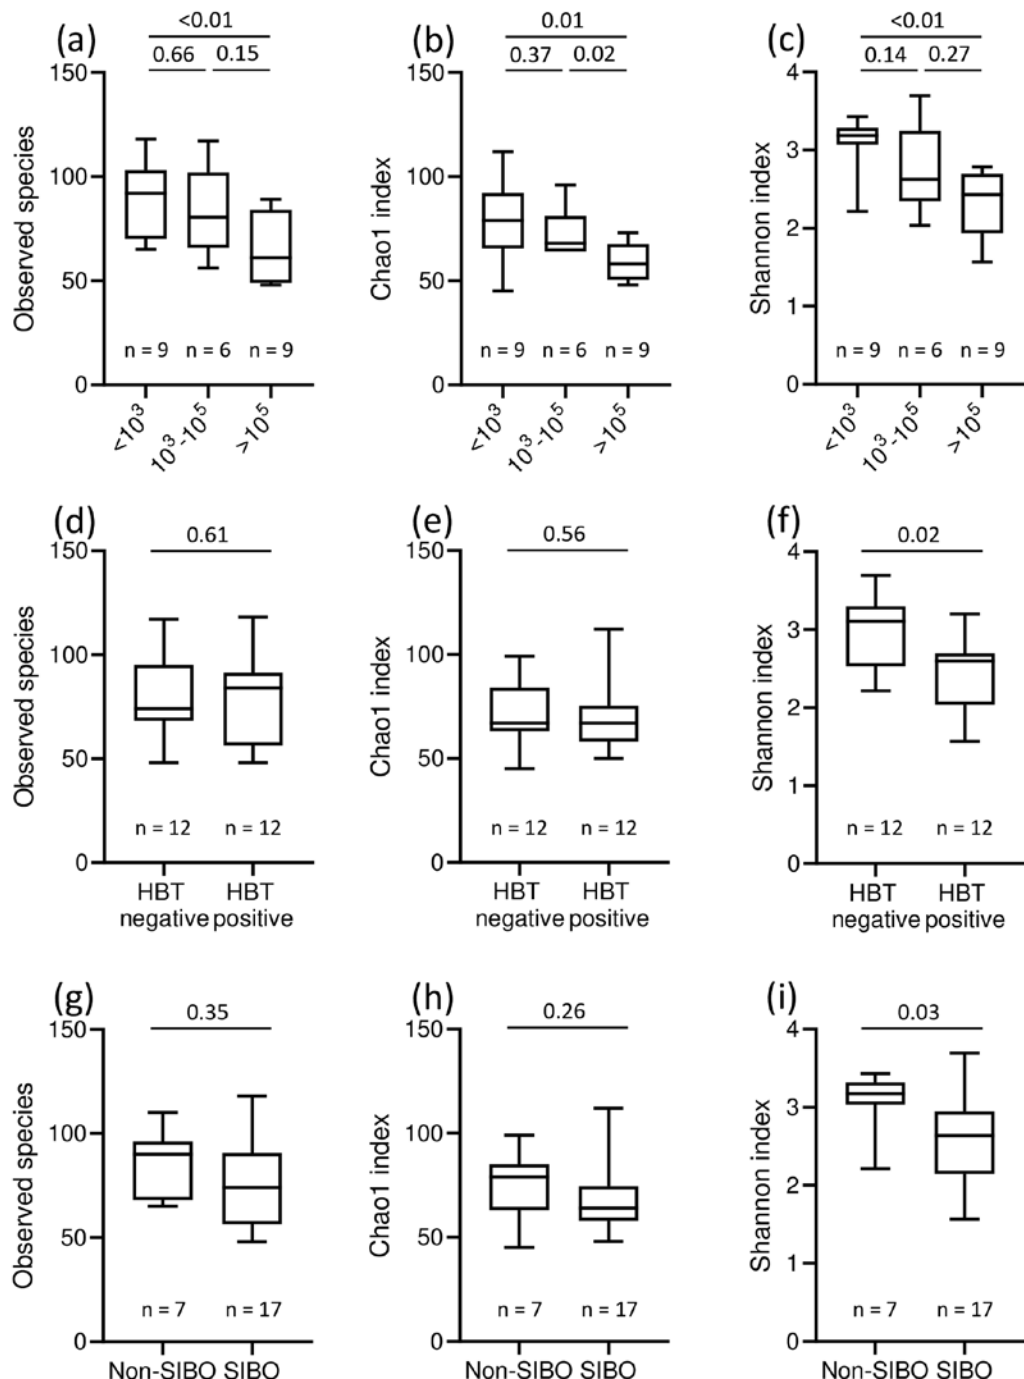 (a)
<0.01
0.66 0.15
Observed species
150
100
50
0
n = 9 n = 6 n = 9
<10³ 10³-10⁵ >10⁵
(b)
0.01
0.37 0.02
Chao1 index
150
100
50
0
n = 9 n = 6 n = 9
<10³ 10³-10⁵ >10⁵
(c)
<0.01
0.14 0.27
Shannon index
4
3
2
1
0
n = 9 n = 6 n = 9
<10³ 10³-10⁵ >10⁵
(d)
0.61
Observed species
150
100
50
0
n = 12 n = 12
HBT HBT
negative positive
(e)
0.56
Chao1 index
150
100
50
0
n = 12 n = 12
HBT HBT
negative positive
(f)
0.02
Shannon index
4
3
2
1
0
n = 12 n = 12
HBT HBT
negative positive
(g)
0.35
Observed species
150
100
50
0
n = 7 n = 17
Non-SIBO SIBO
(h)
0.26
Chao1 index
150
100
50
0
n = 7 n = 17
Non-SIBO SIBO
(i)
0.03
Shannon index
4
3
2
1
0
n = 7 n = 17
Non-SIBO SIBO